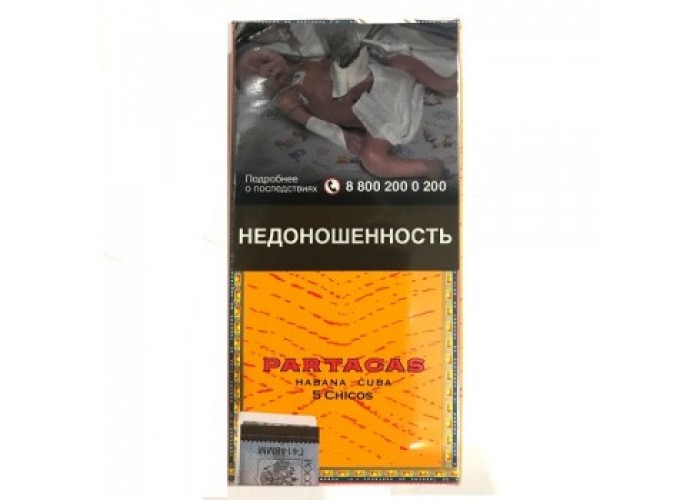 Подробнее
о последствиях 8 800 200 0 200
НЕДОНОШЕННОСТЬ
PARTAGAS
HABANA CUBA
5 CHICOS